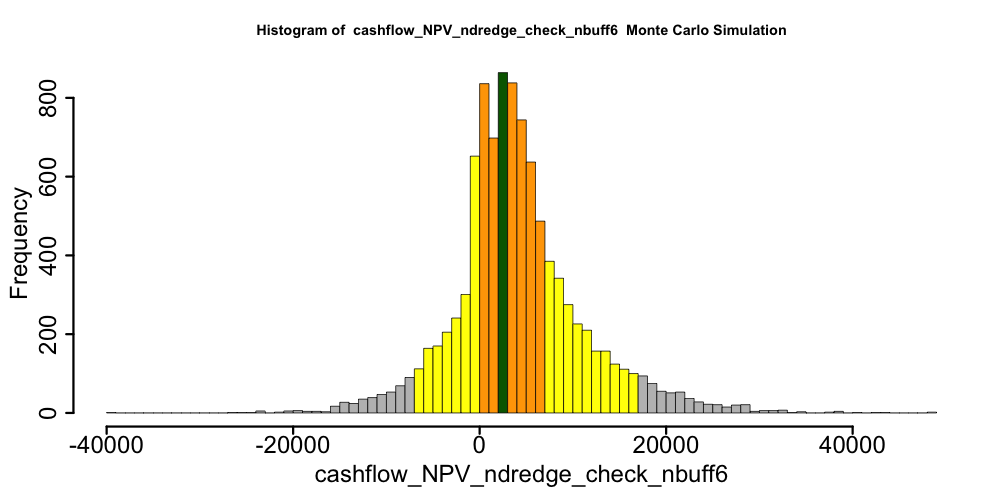 Histogram of cashflow_NPV_ndredge_check_nbuff6 Monte Carlo Simulation
Frequency
800
600
400
200
0
-40000 -20000 0 20000 40000
cashflow_NPV_ndredge_check_nbuff6